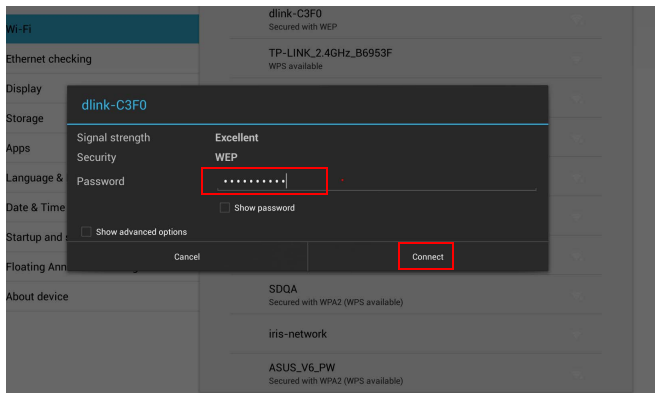 Wi-Fi
Ethernet checking
Display
Storage
Apps
Language &
Date & Time
Startup and
Floating Ann
About device
dlink-C3F0
Secured with WEP
TP-LINK_2.4GHz_B6953F
WPS available
dlink-C3F0
Signal strength Excellent
Security WEP
Password ••••••••••
Show password
Show advanced options
Cancel Connect
SDQA
Secured with WPA2 (WPS available)
iris-network
ASUS_V6_PW
Secured with WPA2 (WPS available)